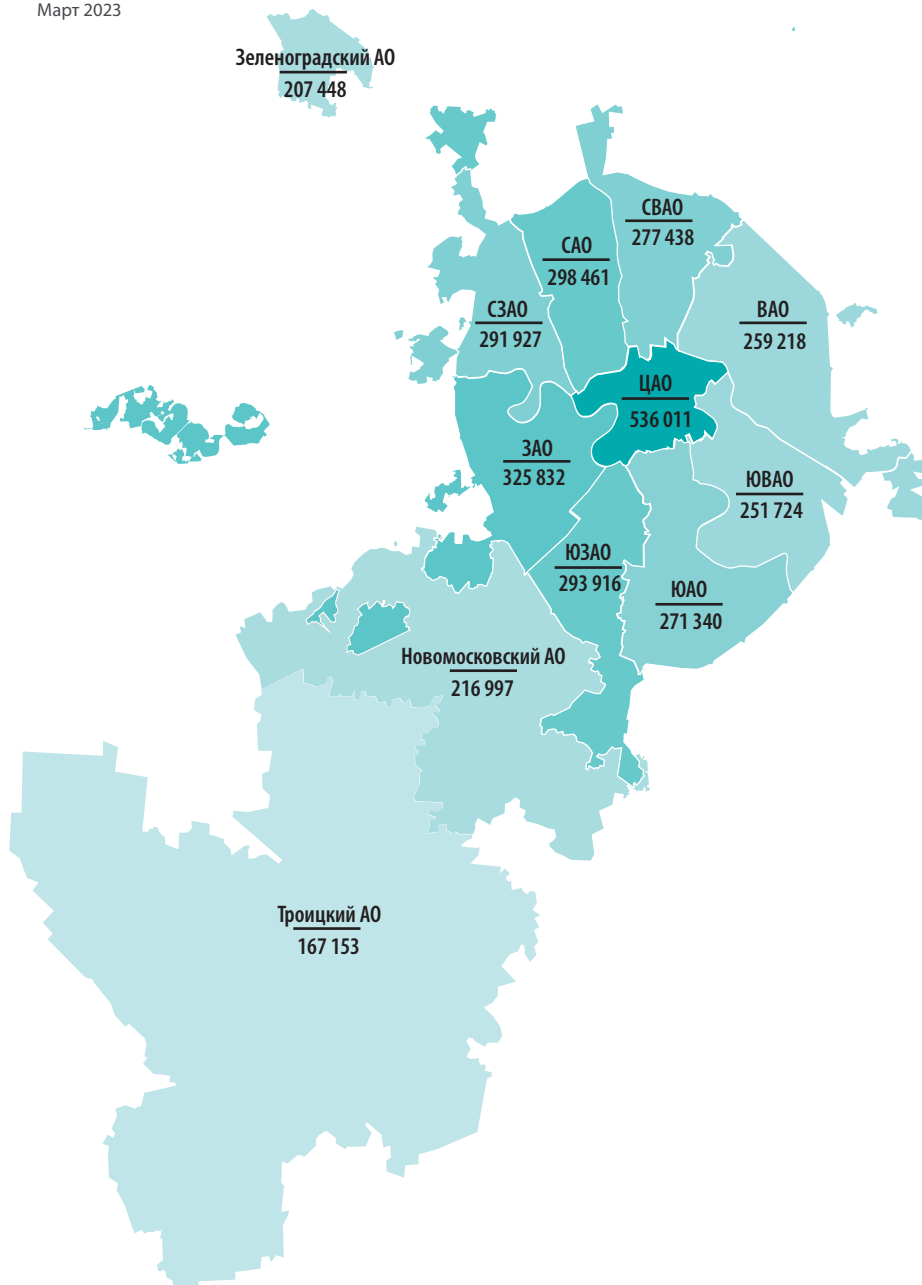 Март 2023
Зеленоградский АО
207 448
СВАО
277 438
САО
298 461
СЗАО
291 927
ВАО
259 218
ЦАО
536 011
ЗАО
325 832
ЮВАО
251 724
ЮЗАО
293 916
ЮАО
271 340
Новомосковский АО
216 997
Троицкий АО
167 153